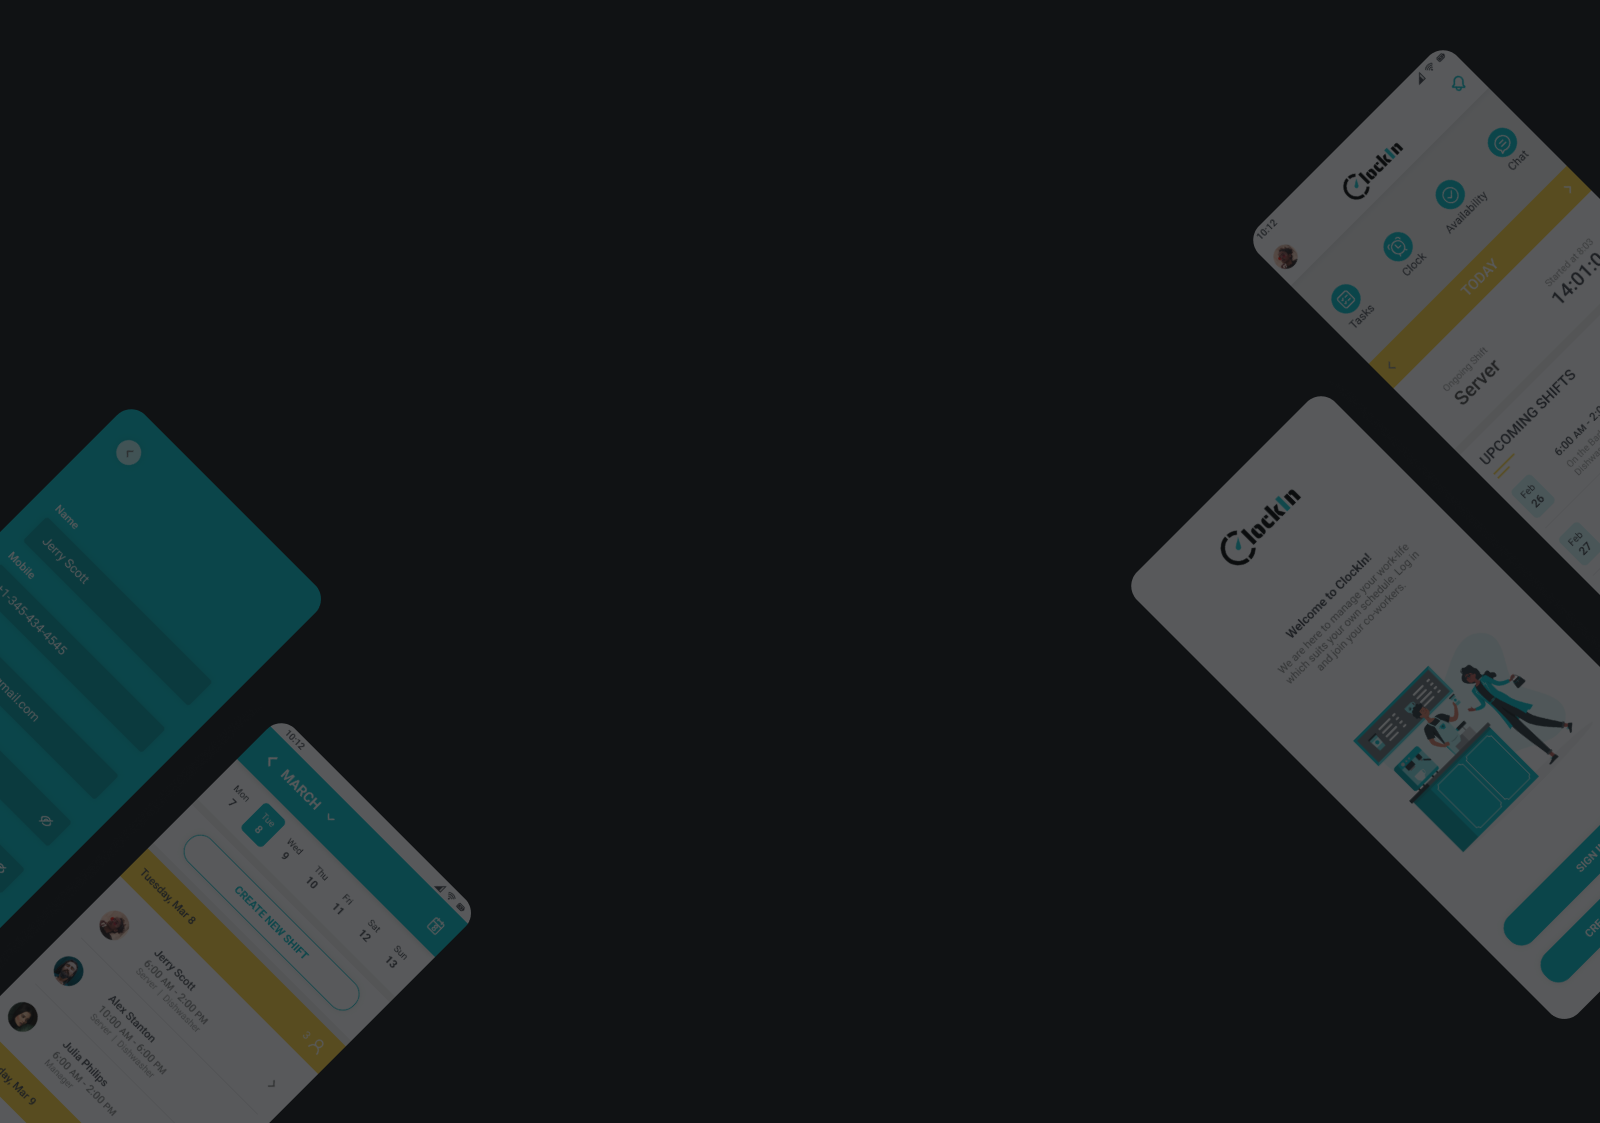 Name
Jerry Scott
Mobile
+1-345-434-4545
mail.com
10:12
MARCH
Mon
7
Tue
8
Wed
9
Thu
10
Fri
11
Sat
12
Sun
13
CREATE NEW SHIFT
Tuesday, Mar 8
Jerry Scott
6:00 AM - 2:00 PM
Server | Dishwasher
Alex Stanton
10:00 AM - 6:00 PM
Server | Dishwasher
Julia Philips
6:00 AM - 2:00 PM
Manager
day, Mar 9
10:12
ClockIn
Tasks
Clock
Availability
Chat
TODAY
Ongoing Shift
Server
Started at 8:03
14:01:0
UPCOMING SHIFTS
Feb
26
6:00 AM - 2:0
On the Ba
Dishwa
Feb
27
ClockIn
Welcome to ClockIn!
We are here to manage your work-life
which suits your own schedule. Log in
and join your co-workers.
SIGN I
CRE